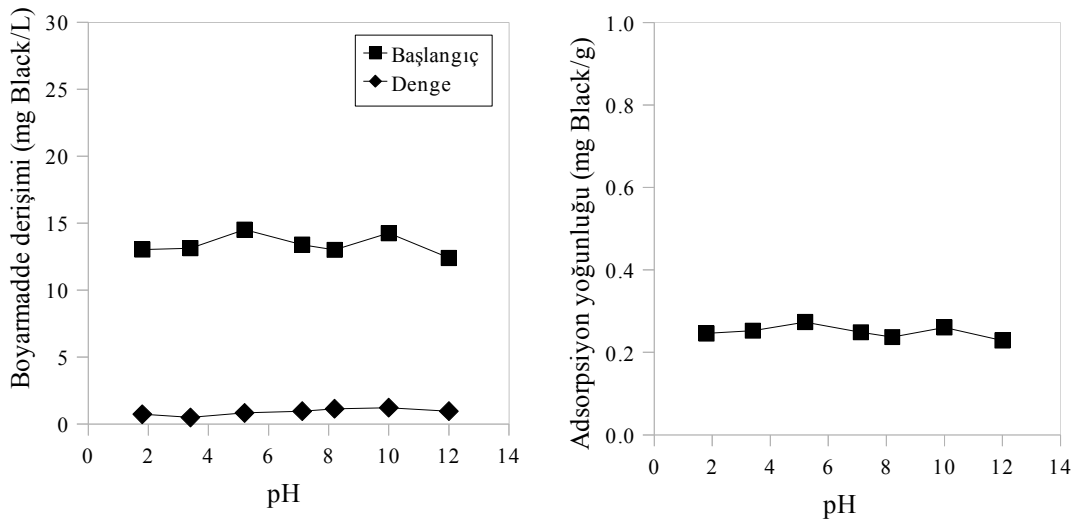 Boyarmadde derişimi (mg Black/L)
30
25
20
15
10
5
0
Başlangıç
Denge
0 2 4 6 8 10 12 14
pH
Adsorpsiyon yoğunluğu (mg Black/g)
1.0
0.8
0.6
0.4
0.2
0.0
0 2 4 6 8 10 12 14
pH